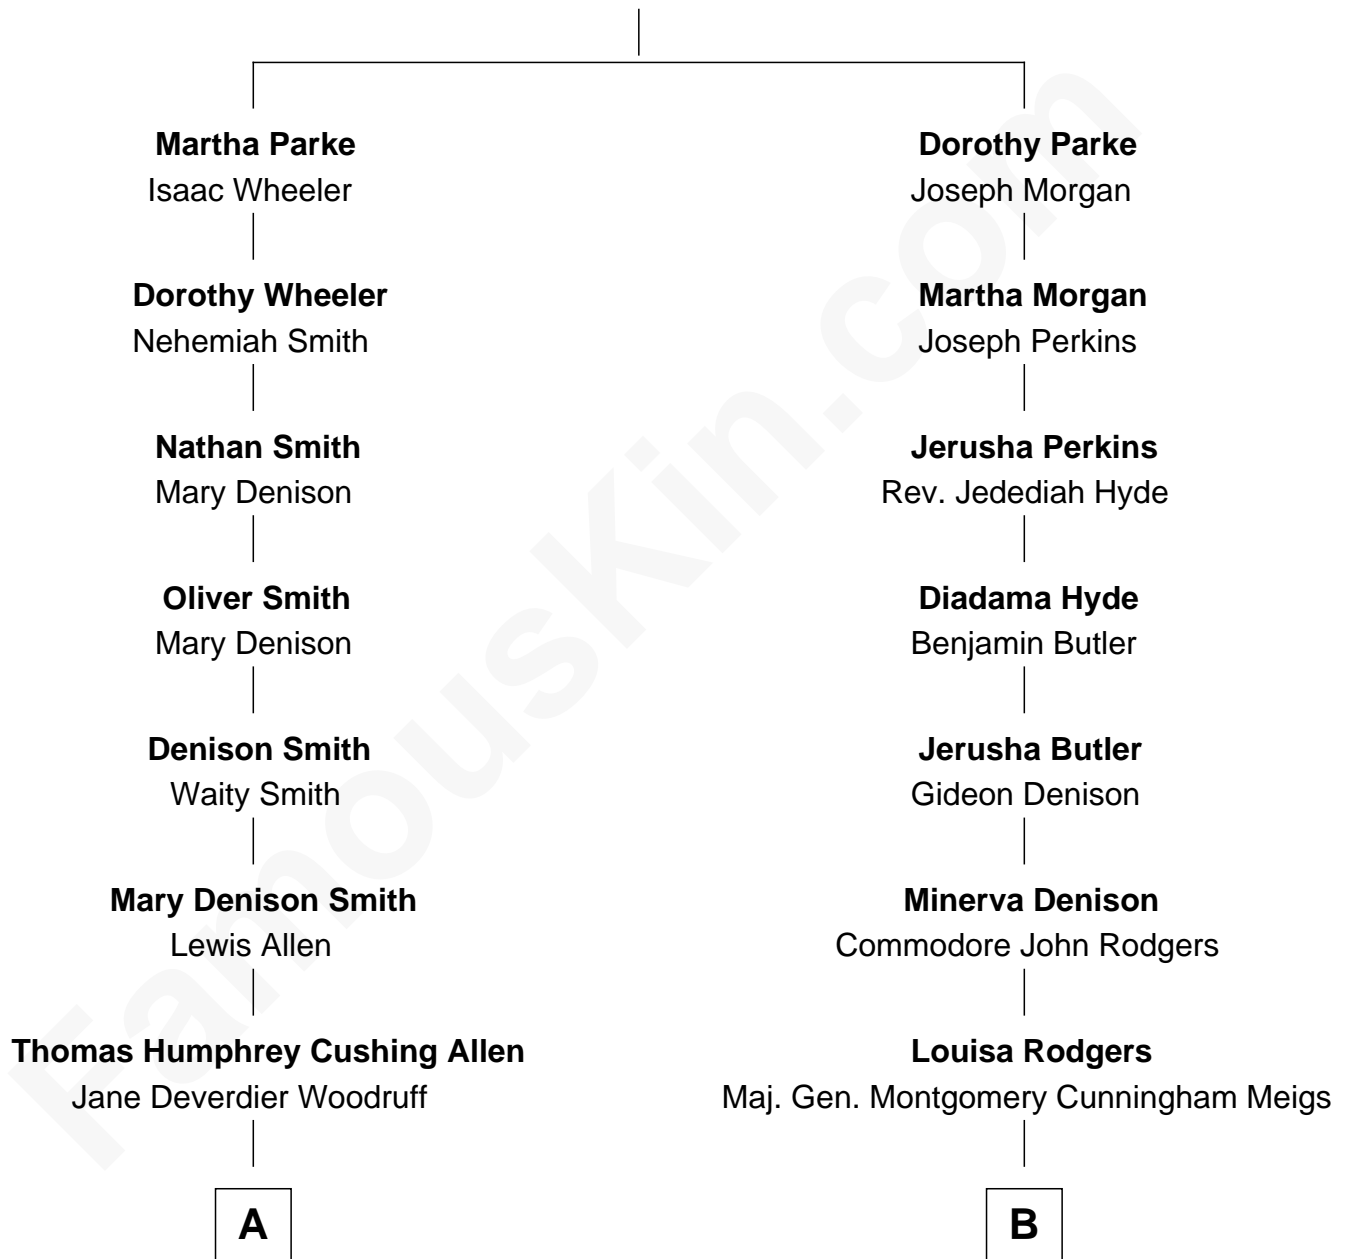 Martha Parke
Isaac Wheeler
Dorothy Wheeler
Nehemiah Smith
Nathan Smith
Mary Denison
Oliver Smith
Mary Denison
Denison Smith
Waity Smith
Mary Denison Smith
Lewis Allen
Thomas Humphrey Cushing Allen
Jane Deverdier Woodruff
A
Dorothy Parke
Joseph Morgan
Martha Morgan
Joseph Perkins
Jerusha Perkins
Rev. Jedediah Hyde
Diadama Hyde
Benjamin Butler
Jerusha Butler
Gideon Denison
Minerva Denison
Commodore John Rodgers
Louisa Rodgers
Maj. Gen. Montgomery Cunningham Meigs
B
FamousKin.com